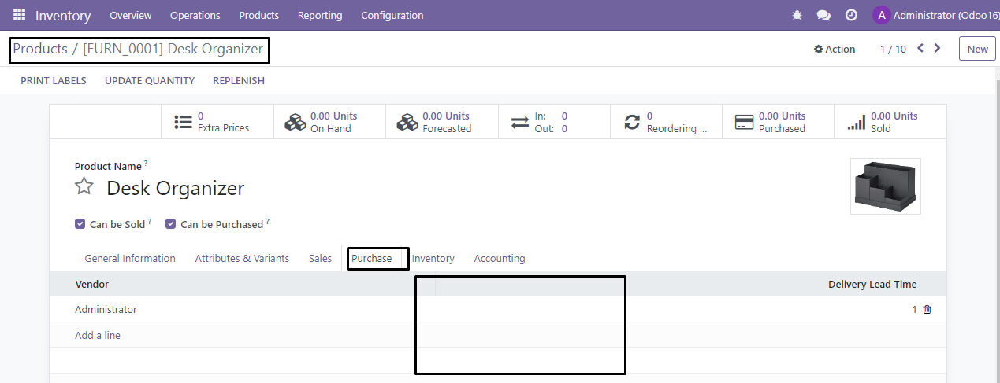 Inventory Overview Operations Products Reporting Configuration A Administrator (Odoo16)
Products / [FURN_0001] Desk Organizer Action 1 / 10 New
PRINT LABELS UPDATE QUANTITY REPLENISH
0 0.00 Units 0.00 Units In: 0 0 0.00 Units 0.00 Units
Extra Prices On Hand Forecasted Out: 0 Reordering ... Purchased Sold
Product Name ?
Desk Organizer
Can be Sold ? Can be Purchased ?
General Information Attributes & Variants Sales Purchase Inventory Accounting
Vendor Delivery Lead Time
Administrator 1
Add a line